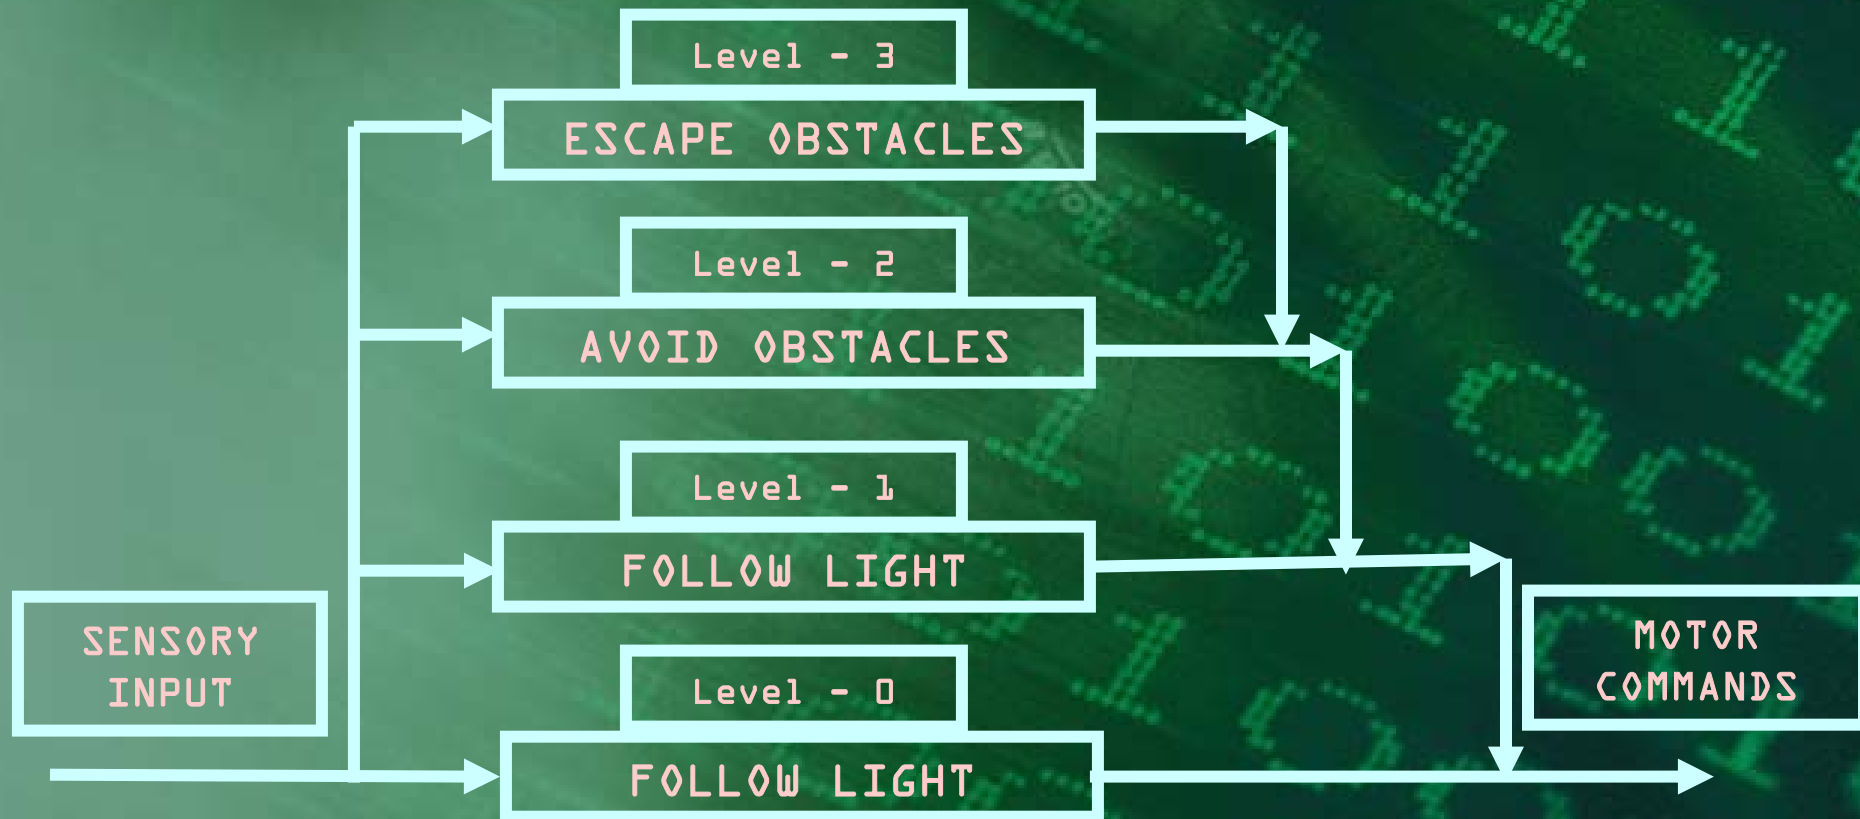 Level - 3
ESCAPE OBSTACLES
Level - 2
AVOID OBSTACLES
Level - 1
FOLLOW LIGHT
SENSORY
INPUT
MOTOR
COMMANDS
Level - 0
FOLLOW LIGHT